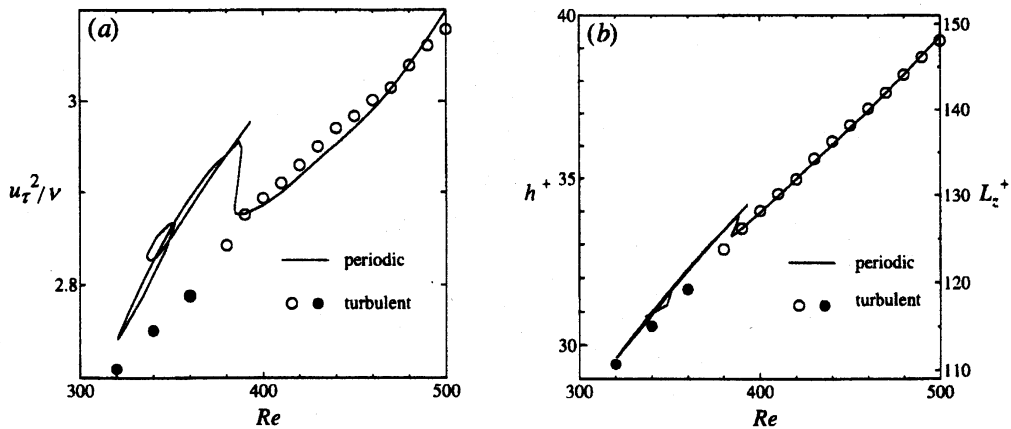 (a)
3
2.8
u_τ²/ν
periodic
turbulent
300
400
500
Re
(b)
40
35
30
h⁺
150
140
130
120
110
L_z⁺
periodic
turbulent
300
400
500
Re